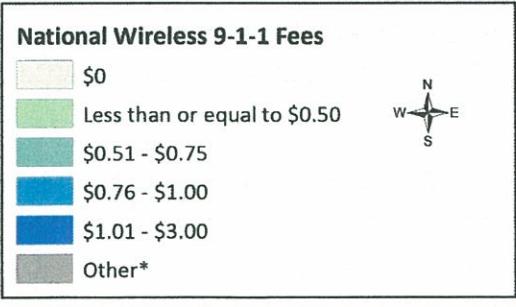 National Wireless 9-1-1 Fees
$0
Less than or equal to $0.50
$0.51 - $0.75
$0.76 - $1.00
$1.01 - $3.00
Other*
N
W E
S